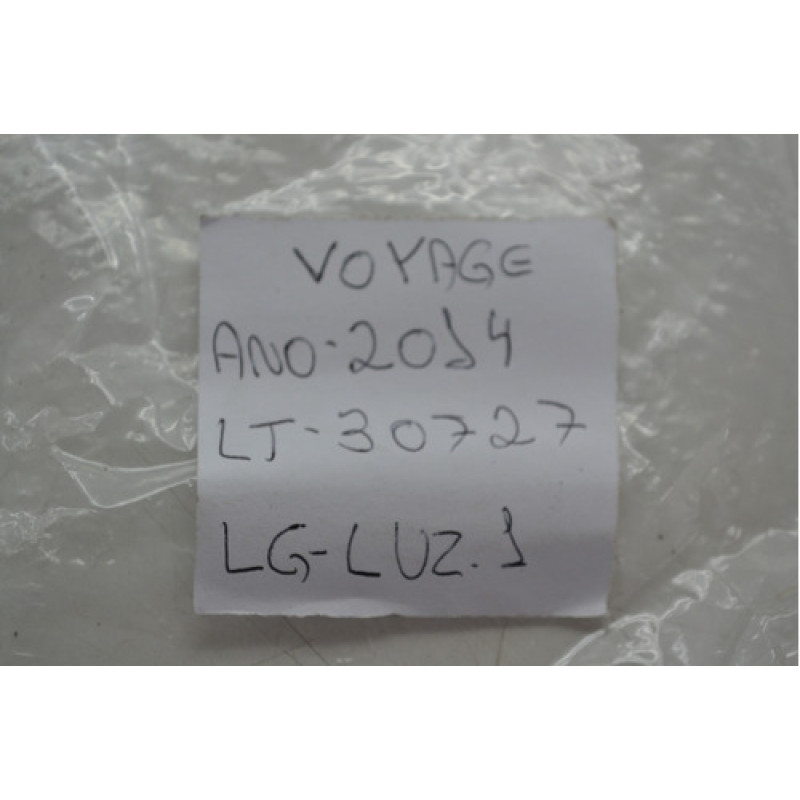 VOYAGE
ANO-2014
LT-30727
LG-LUZ.1